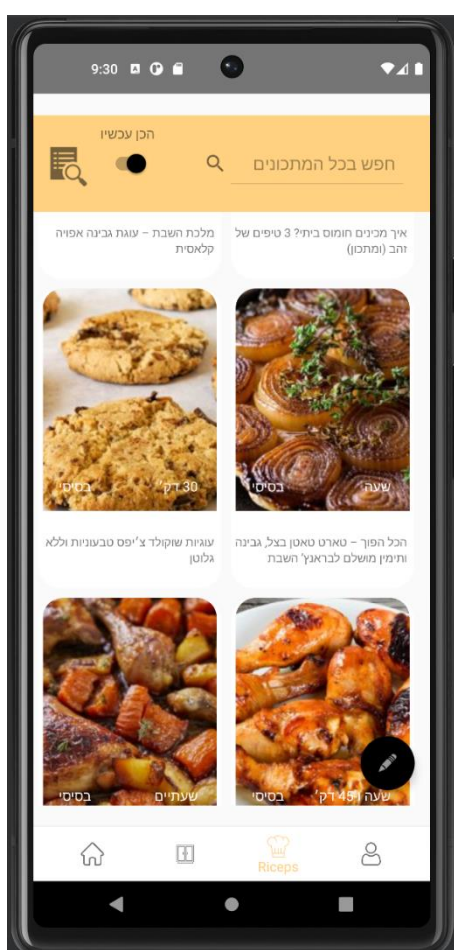 9:30
הכן עכשיו
חפש בכל המתכונים
איך מכינים חומוס ביתי? 3 טיפים של
זהב (ומתכון)
מלכת השבת – עוגת גבינה אפויה
קלאסית
שעה
בסיסי
30 דק׳
בסיסי
הכל הפוך – טארט טאטן בצל, גבינה
ותימין מושלם לבראנץ' השבת
עוגיות שוקולד צ׳יפס טבעוניות וללא
גלוטן
שעה ו 45 דק׳
בסיסי
שעתיים
בסיסי
Riceps